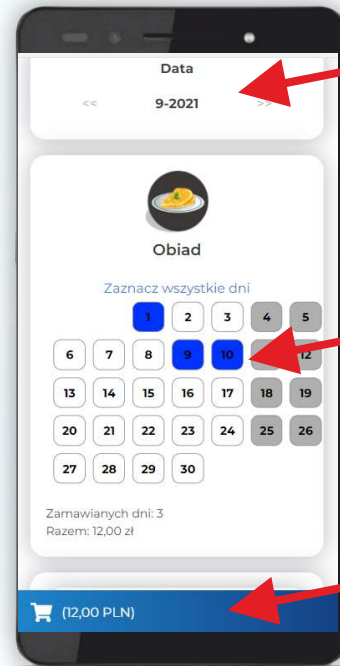 Data
<< 9-2021 >>
Obiad
Zaznacz wszystkie dni
1 2 3 4 5
6 7 8 9 10 12
13 14 15 16 17 18 19
20 21 22 23 24 25 26
27 28 29 30
Zamawianych dni: 3
Razem: 12,00 zł
(12,00 PLN)